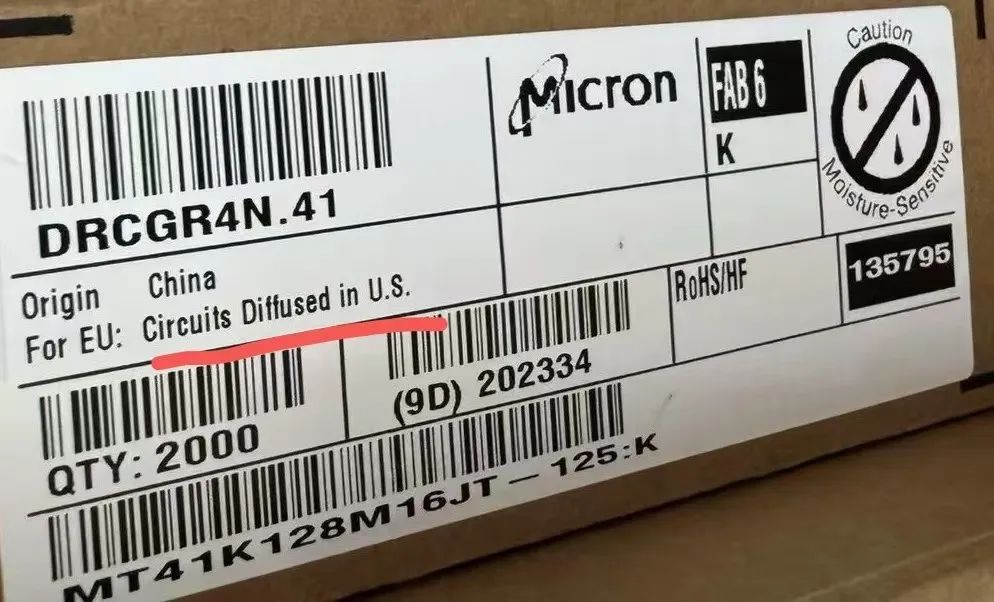 Micron
FAB 6
K
Caution
Moisture-Sensitive
DRCGR4N.41
Origin China
For EU: Circuits Diffused in U.S.
RoHS/HF
135795
QTY: 2000
(9D) 202334
MT41K128M16JT-125:K